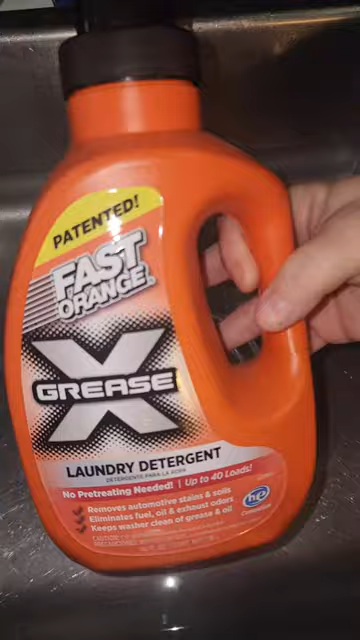 PATENTED!
FAST
ORANGE
GREASE
X
LAUNDRY DETERGENT
DETERGENTE PARA LA ROPA
No Pretreating Needed! | Up to 40 Loads!
Removes automotive stains & soils
Eliminates fuel, oil & exhaust odors
Keeps washer clean of grease & oil
he